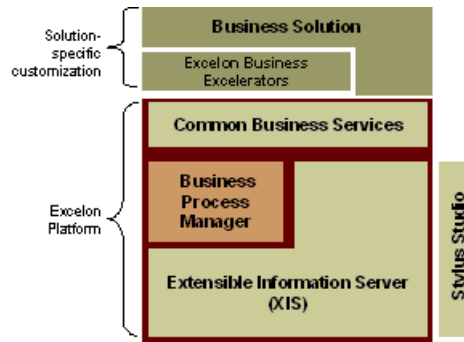 Solution-
specific
customization
Business Solution
Excelon Business
Excelerators
Excelon
Platform
Common Business Services
Business
Process
Manager
Extensible Information Server
(XIS)
Stylus Studio